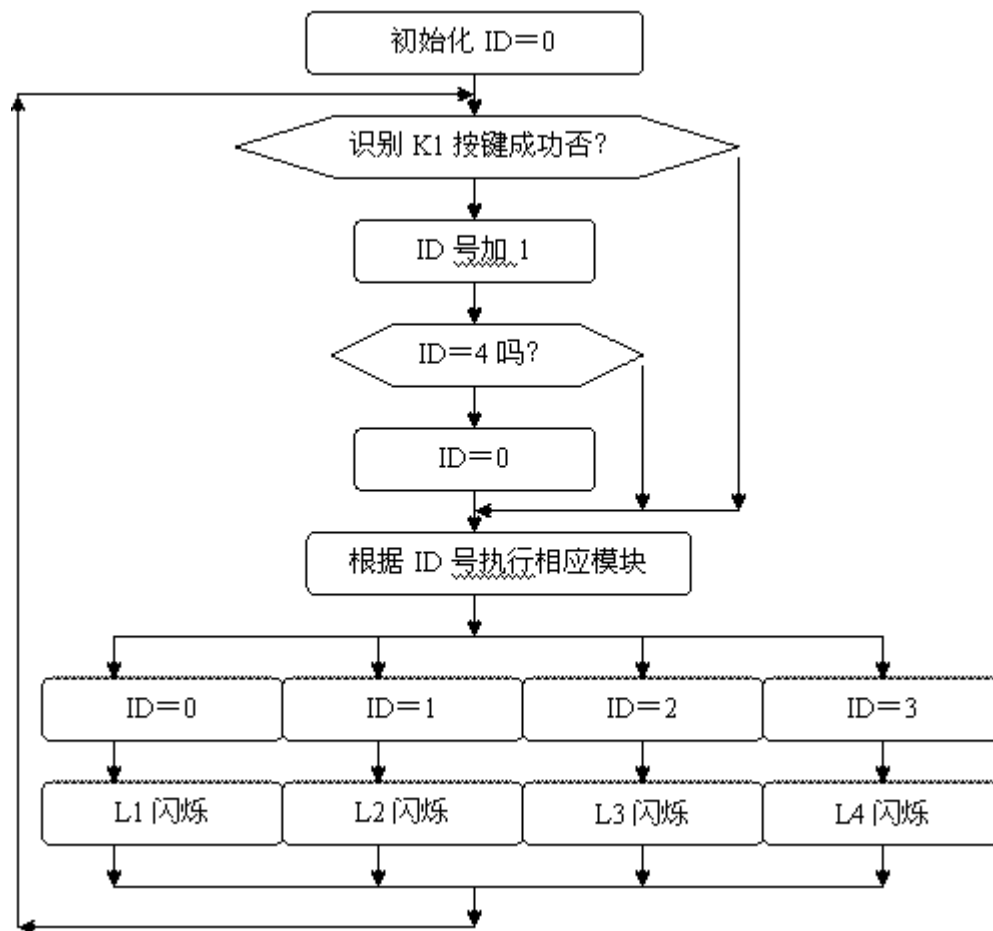 初始化 ID＝0
识别 K1 按键成功否?
ID 号加 1
ID＝4 吗?
ID＝0
根据 ID 号执行相应模块
ID＝0
ID＝1
ID＝2
ID＝3
L1 闪烁
L2 闪烁
L3 闪烁
L4 闪烁